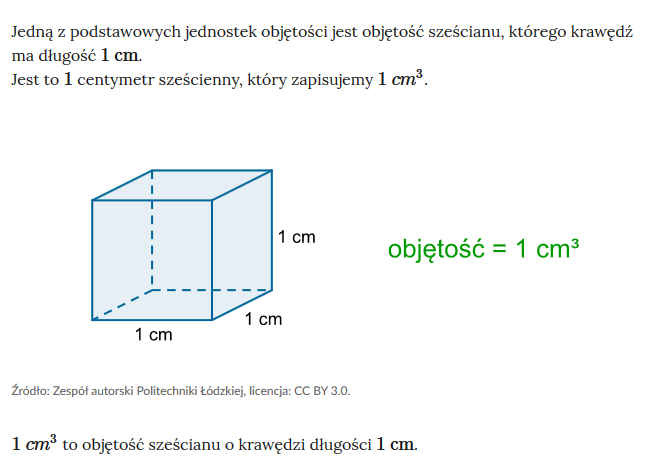 Jedną z podstawowych jednostek objętości jest objętość sześcianu, którego krawędź
ma długość 1 cm.
Jest to 1 centymetr sześcienny, który zapisujemy 1 cm³.
1 cm
objętość = 1 cm³
1 cm
1 cm
Źródło: Zespół autorski Politechniki Łódzkiej, licencja: CC BY 3.0.
1 cm³ to objętość sześcianu o krawędzi długości 1 cm.